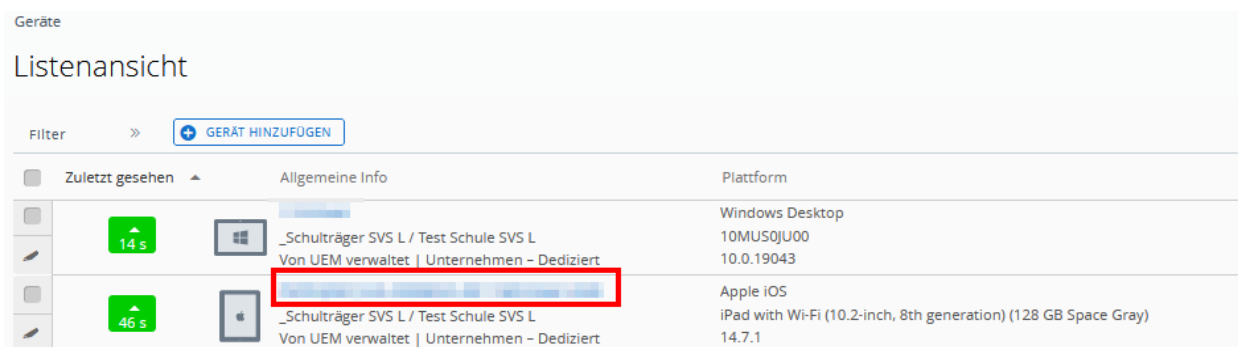 Geräte
Listenansicht
Filter » GERÄT HINZUFÜGEN
Zuletzt gesehen Allgemeine Info Plattform
Windows Desktop
14 s _Schulträger SVS L / Test Schule SVS L 10MUS0JU00
Von UEM verwaltet | Unternehmen – Dediziert 10.0.19043
Apple iOS
46 s _Schulträger SVS L / Test Schule SVS L iPad with Wi-Fi (10.2-inch, 8th generation) (128 GB Space Gray)
Von UEM verwaltet | Unternehmen – Dediziert 14.7.1